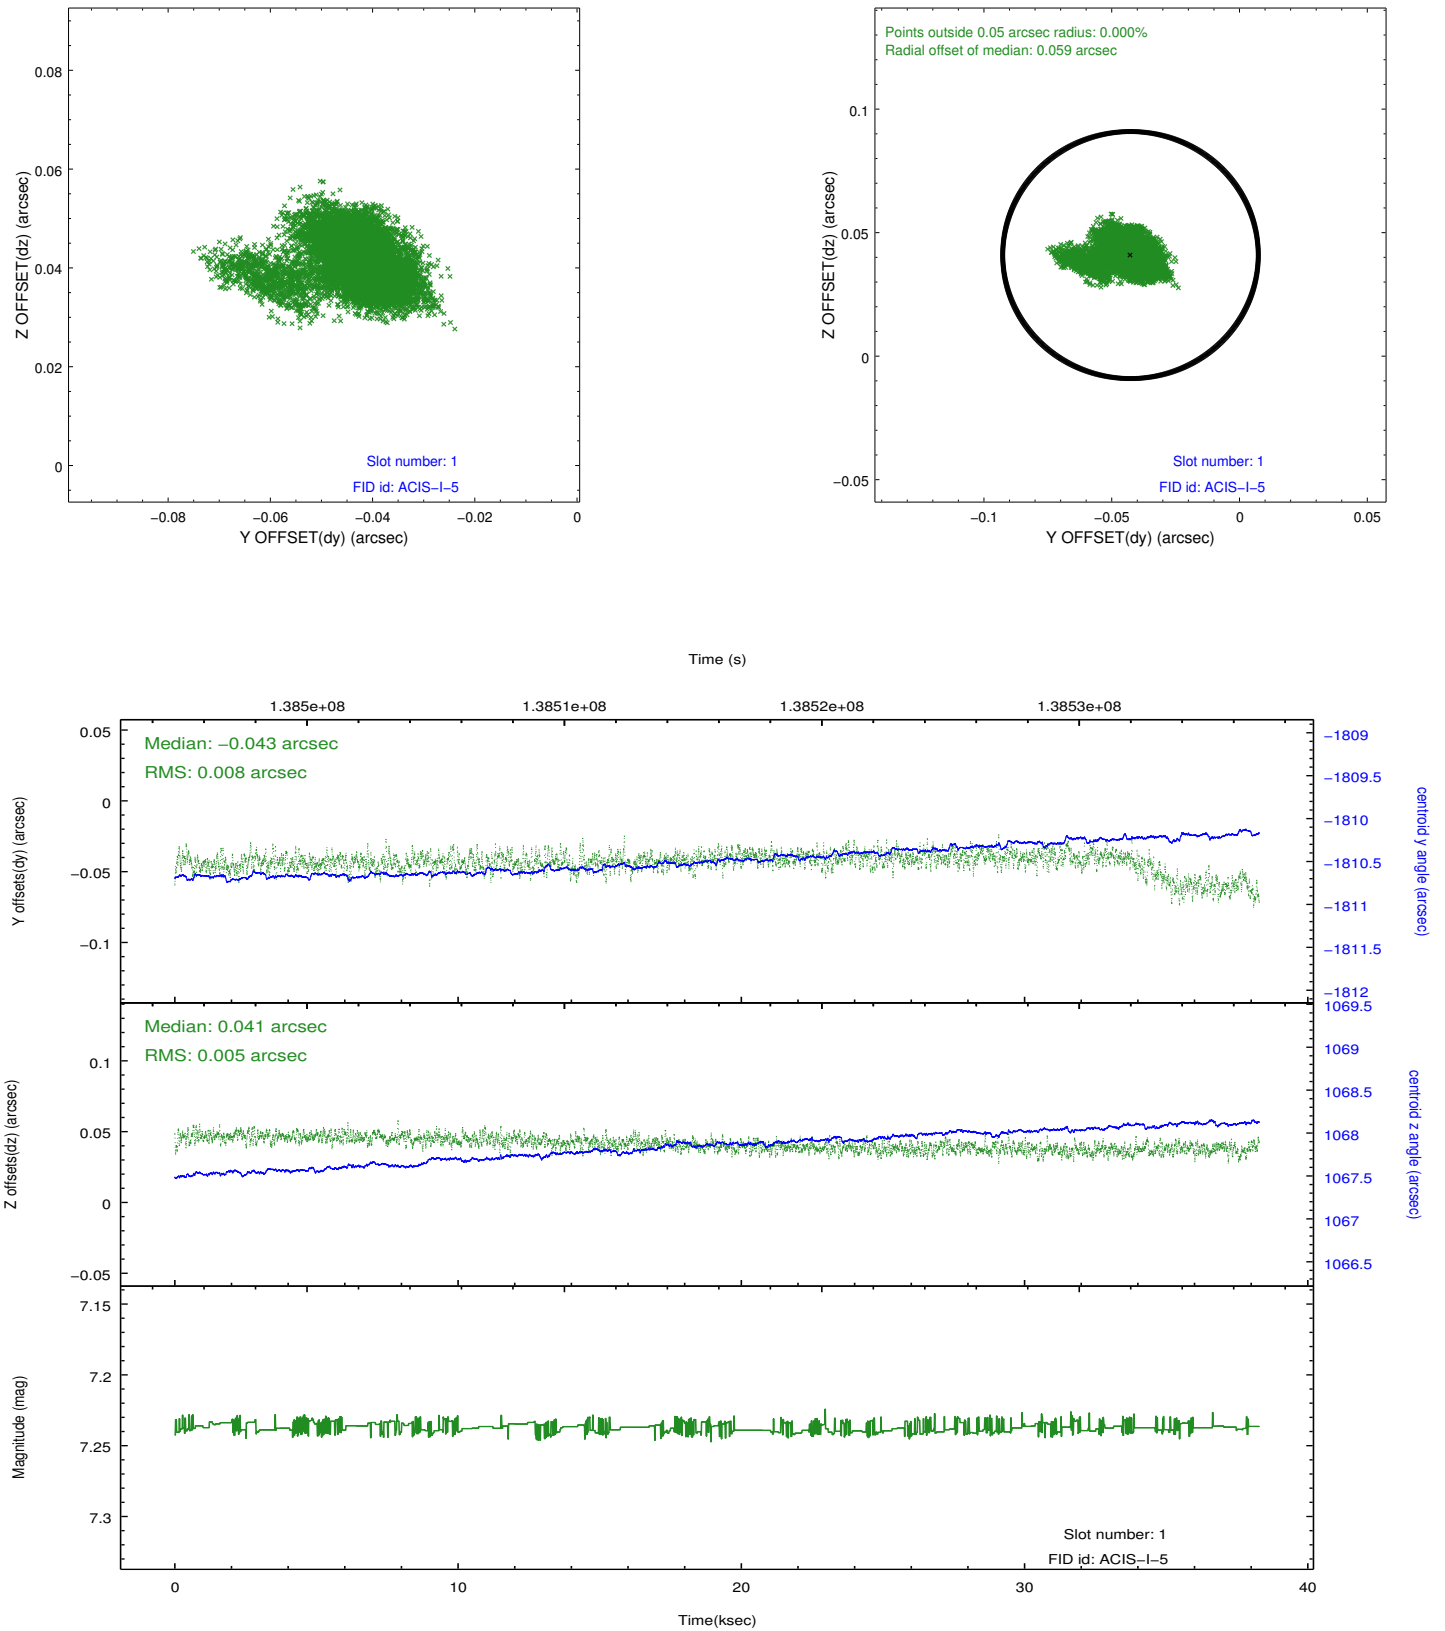 0.08
0.06
0.04
0.02
0
−0.08
−0.06
−0.04
−0.02
0
Z OFFSET(dz) (arcsec)
Y OFFSET(dy) (arcsec)
Slot number: 1
FID id: ACIS−I−5
Points outside 0.05 arcsec radius: 0.000%
Radial offset of median: 0.059 arcsec
0.1
0.05
0
−0.05
−0.1
−0.05
0
0.05
Z OFFSET(dz) (arcsec)
Y OFFSET(dy) (arcsec)
Slot number: 1
FID id: ACIS−I−5
Time (s)
1.385e+08
1.3851e+08
1.3852e+08
1.3853e+08
Median: −0.043 arcsec
RMS: 0.008 arcsec
0.05
0
−0.05
−0.1
Y offsets(dy) (arcsec)
−1809
−1809.5
−1810
−1810.5
−1811
−1811.5
−1812
centroid y angle (arcsec)
Median: 0.041 arcsec
RMS: 0.005 arcsec
0.1
0.05
0
−0.05
Z offsets(dz) (arcsec)
1069.5
1069
1068.5
1068
1067.5
1067
1066.5
centroid z angle (arcsec)
7.15
7.2
7.25
7.3
Magnitude (mag)
Slot number: 1
FID id: ACIS−I−5
0
10
20
30
40
Time(ksec)